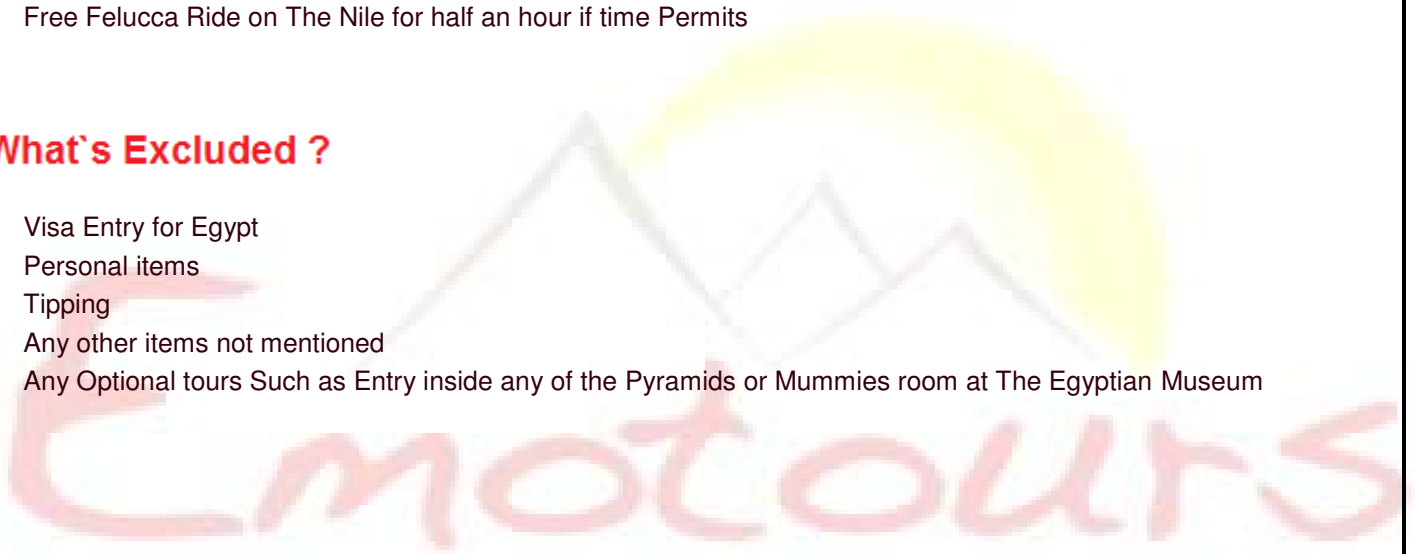 Free Felucca Ride on The Nile for half an hour if time Permits
What`s Excluded ?
Visa Entry for Egypt
Personal items
Tipping
Any other items not mentioned
Any Optional tours Such as Entry inside any of the Pyramids or Mummies room at The Egyptian Museum
Emotours